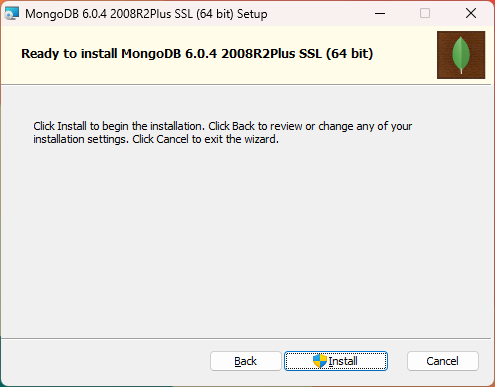 MongoDB 6.0.4 2008R2Plus SSL (64 bit) Setup
Ready to install MongoDB 6.0.4 2008R2Plus SSL (64 bit)
Click Install to begin the installation. Click Back to review or change any of your
installation settings. Click Cancel to exit the wizard.
Back
Install
Cancel